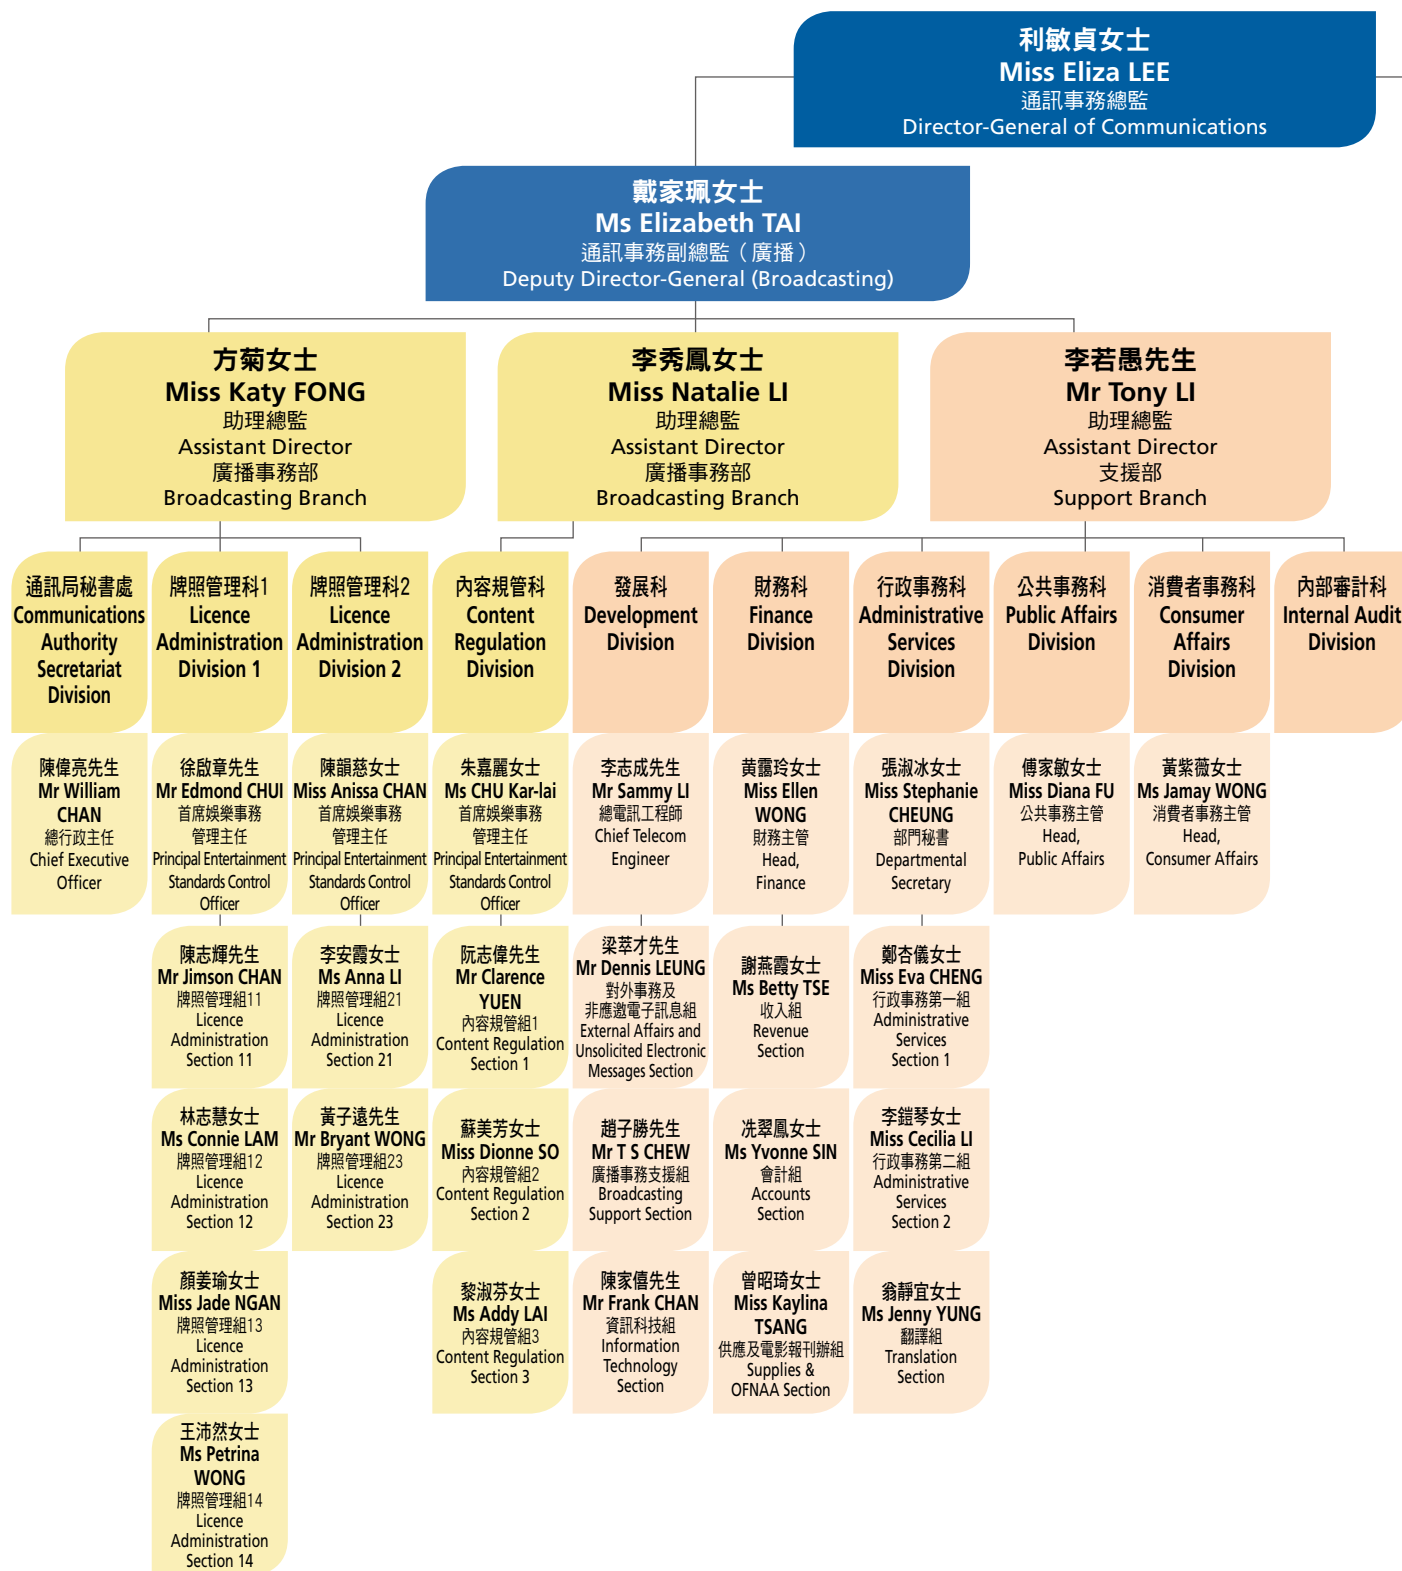 利敏貞女士
Miss Eliza LEE
通訊事務總監
Director-General of Communications
戴家珮女士
Ms Elizabeth TAI
通訊事務副總監（廣播）
Deputy Director-General (Broadcasting)
方菊女士
Miss Katy FONG
助理總監
Assistant Director
廣播事務部
Broadcasting Branch
李秀鳳女士
Miss Natalie LI
助理總監
Assistant Director
廣播事務部
Broadcasting Branch
李若愚先生
Mr Tony LI
助理總監
Assistant Director
支援部
Support Branch
通訊局秘書處
Communications
Authority
Secretariat
Division
牌照管理科1
Licence
Administration
Division 1
牌照管理科2
Licence
Administration
Division 2
內容規管科
Content
Regulation
Division
發展科
Development
Division
財務科
Finance
Division
行政事務科
Administrative
Services
Division
公共事務科
Public Affairs
Division
消費者事務科
Consumer
Affairs
Division
內部審計科
Internal Audit
Division
陳偉亮先生
Mr William
CHAN
總行政主任
Chief Executive
Officer
徐啟章先生
Mr Edmond CHUI
首席娛樂事務
管理主任
Principal Entertainment
Standards Control
Officer
陳韻慈女士
Miss Anissa CHAN
首席娛樂事務
管理主任
Principal Entertainment
Standards Control
Officer
朱嘉麗女士
Ms CHU Kar-lai
首席娛樂事務
管理主任
Principal Entertainment
Standards Control
Officer
李志成先生
Mr Sammy LI
總電訊工程師
Chief Telecom
Engineer
黃靄玲女士
Miss Ellen
WONG
財務主管
Head,
Finance
張淑冰女士
Miss Stephanie
CHEUNG
部門秘書
Departmental
Secretary
傅家敏女士
Miss Diana FU
公共事務主管
Head,
Public Affairs
黃紫薇女士
Ms Jamay WONG
消費者事務主管
Head,
Consumer Affairs
陳志輝先生
Mr Jimson CHAN
牌照管理組11
Licence
Administration
Section 11
李安霞女士
Ms Anna LI
牌照管理組21
Licence
Administration
Section 21
阮志偉先生
Mr Clarence
YUEN
內容規管組1
Content Regulation
Section 1
梁萃才先生
Mr Dennis LEUNG
對外事務及
非應邀電子訊息組
External Affairs and
Unsolicited Electronic
Messages Section
謝燕霞女士
Ms Betty TSE
收入組
Revenue
Section
鄭杏儀女士
Miss Eva CHENG
行政事務第一組
Administrative
Services
Section 1
林志慧女士
Ms Connie LAM
牌照管理組12
Licence
Administration
Section 12
黃子遠先生
Mr Bryant WONG
牌照管理組23
Licence
Administration
Section 23
蘇美芳女士
Miss Dionne SO
內容規管組2
Content Regulation
Section 2
趙子勝先生
Mr T S CHEW
廣播事務支援組
Broadcasting
Support Section
冼翠鳳女士
Ms Yvonne SIN
會計組
Accounts
Section
李鎧琴女士
Miss Cecilia LI
行政事務第二組
Administrative
Services
Section 2
顏姜瑜女士
Miss Jade NGAN
牌照管理組13
Licence
Administration
Section 13
黎淑芬女士
Ms Addy LAI
內容規管組3
Content Regulation
Section 3
陳家僖先生
Mr Frank CHAN
資訊科技組
Information
Technology
Section
曾昭琦女士
Miss Kaylina
TSANG
供應及電影報刊辦組
Supplies &
OFNAA Section
翁靜宜女士
Ms Jenny YUNG
翻譯組
Translation
Section
王沛然女士
Ms Petrina
WONG
牌照管理組14
Licence
Administration
Section 14